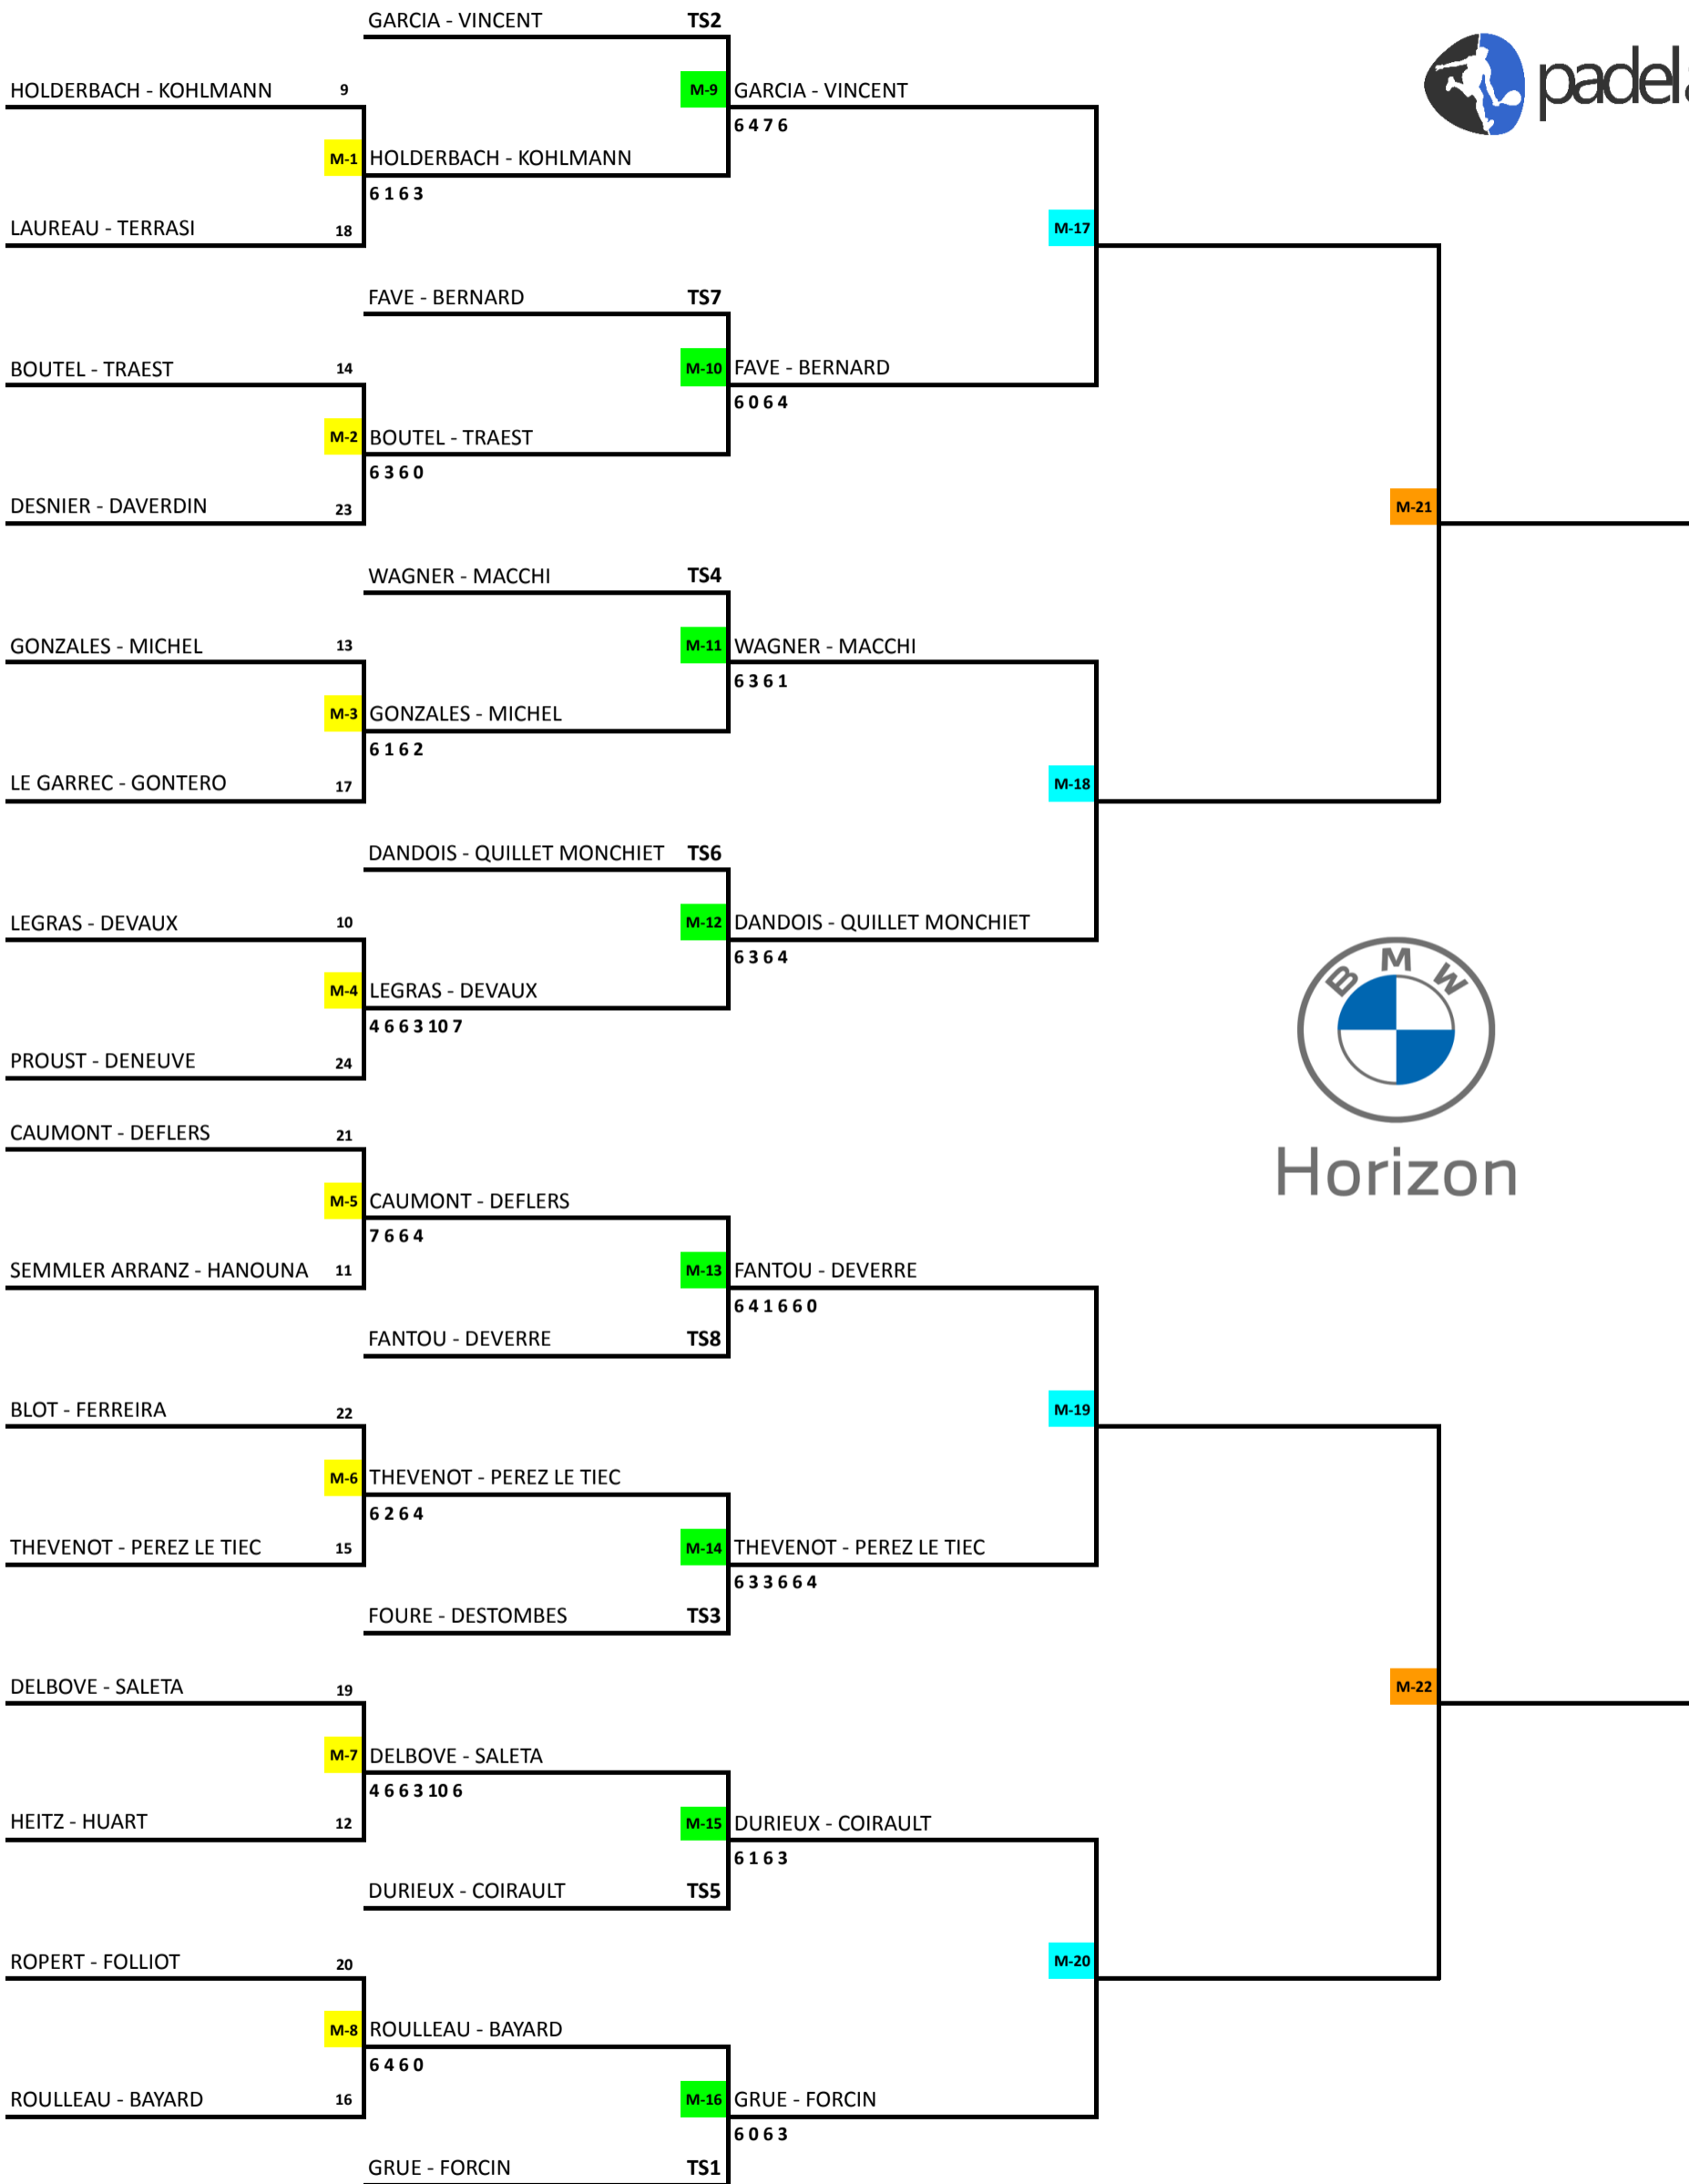 GARCIA - VINCENT TS2
HOLDERBACH - KOHLMANN 9
M-9 GARCIA - VINCENT
6 4 7 6
M-1 HOLDERBACH - KOHLMANN
6 1 6 3
LAUREAU - TERRASI 18
M-17
FAVE - BERNARD TS7
BOUTEL - TRAEST 14
M-10 FAVE - BERNARD
6 0 6 4
M-2 BOUTEL - TRAEST
6 3 6 0
DESNIER - DAVERDIN 23
M-21
WAGNER - MACCHI TS4
GONZALES - MICHEL 13
M-11 WAGNER - MACCHI
6 3 6 1
M-3 GONZALES - MICHEL
6 1 6 2
LE GARREC - GONTERO 17
M-18
DANDOIS - QUILLET MONCHIET TS6
LEGRAS - DEVAUX 10
M-12 DANDOIS - QUILLET MONCHIET
6 3 6 4
M-4 LEGRAS - DEVAUX
4 6 6 3 10 7
PROUST - DENEUVE 24
CAUMONT - DEFLERS 21
M-5 CAUMONT - DEFLERS
7 6 6 4
SEMMLER ARRANZ - HANOUNA 11
M-13 FANTOU - DEVERRE
6 4 1 6 6 0
FANTOU - DEVERRE TS8
BLOT - FERREIRA 22
M-19
M-6 THEVENOT - PEREZ LE TIEC
6 2 6 4
THEVENOT - PEREZ LE TIEC 15
M-14 THEVENOT - PEREZ LE TIEC
6 3 3 6 6 4
FOURE - DESTOMBES TS3
DELBOVE - SALETA 19
M-22
M-7 DELBOVE - SALETA
4 6 6 3 10 6
HEITZ - HUART 12
M-15 DURIEUX - COIRAULT
6 1 6 3
DURIEUX - COIRAULT TS5
ROPERT - FOLLIOT 20
M-20
M-8 ROULLEAU - BAYARD
6 4 6 0
ROULLEAU - BAYARD 16
M-16 GRUE - FORCIN
6 0 6 3
GRUE - FORCIN TS1
padel
BMW
Horizon